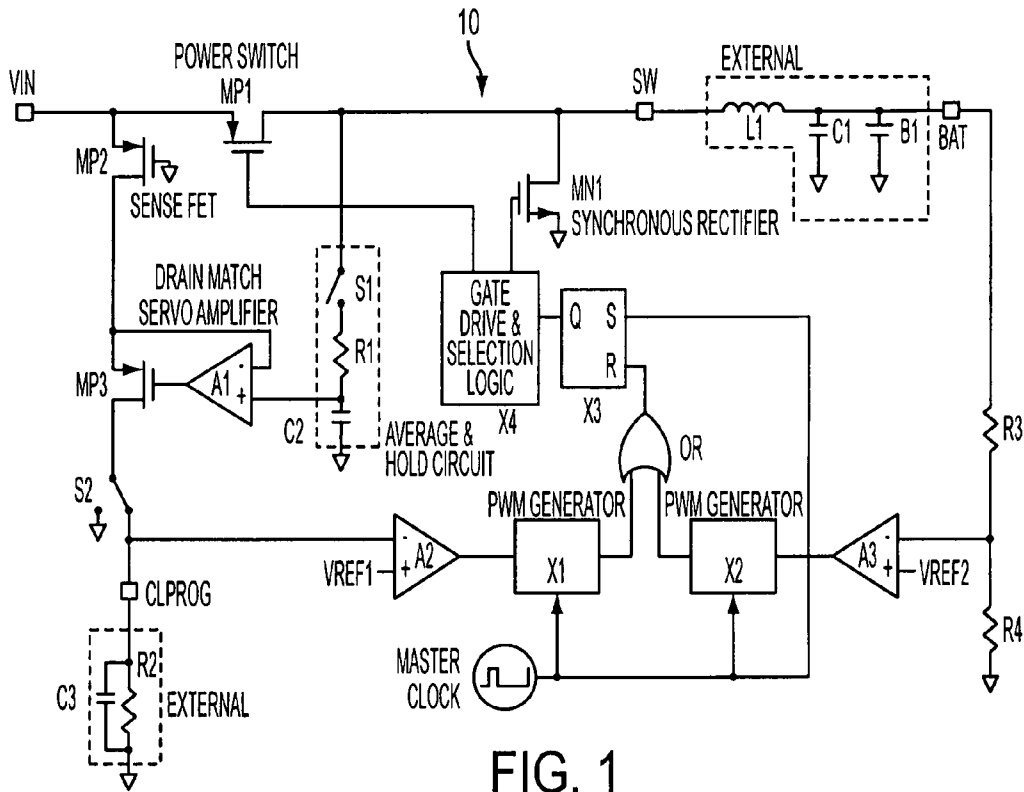 10
POWER SWITCH
MP1
VIN
SW
EXTERNAL
L1
C1
B1
BAT
MP2
SENSE FET
MN1
SYNCHRONOUS RECTIFIER
DRAIN MATCH
SERVO AMPLIFIER
S1
R1
GATE
DRIVE &
SELECTION
LOGIC
X4
Q S
R
X3
MP3
A1
-
+
C2
AVERAGE &
HOLD CIRCUIT
OR
R3
S2
PWM GENERATOR
PWM GENERATOR
-
A2
VREF1
+
X1
X2
A3
-
+
VREF2
CLPROG
R4
C3
R2
EXTERNAL
MASTER
CLOCK
FIG. 1